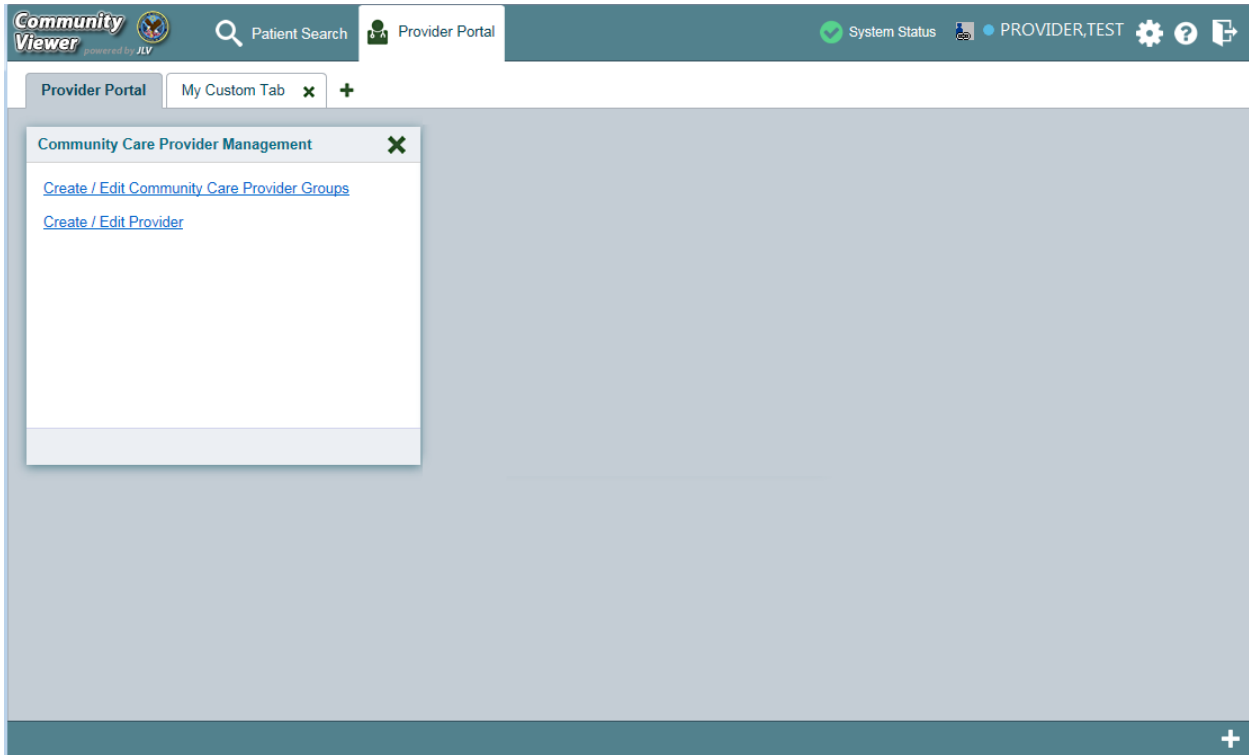 Community
Viewer powered by JLV
Patient Search
Provider Portal
System Status
PROVIDER,TEST
Provider Portal
My Custom Tab
Community Care Provider Management
Create / Edit Community Care Provider Groups
Create / Edit Provider